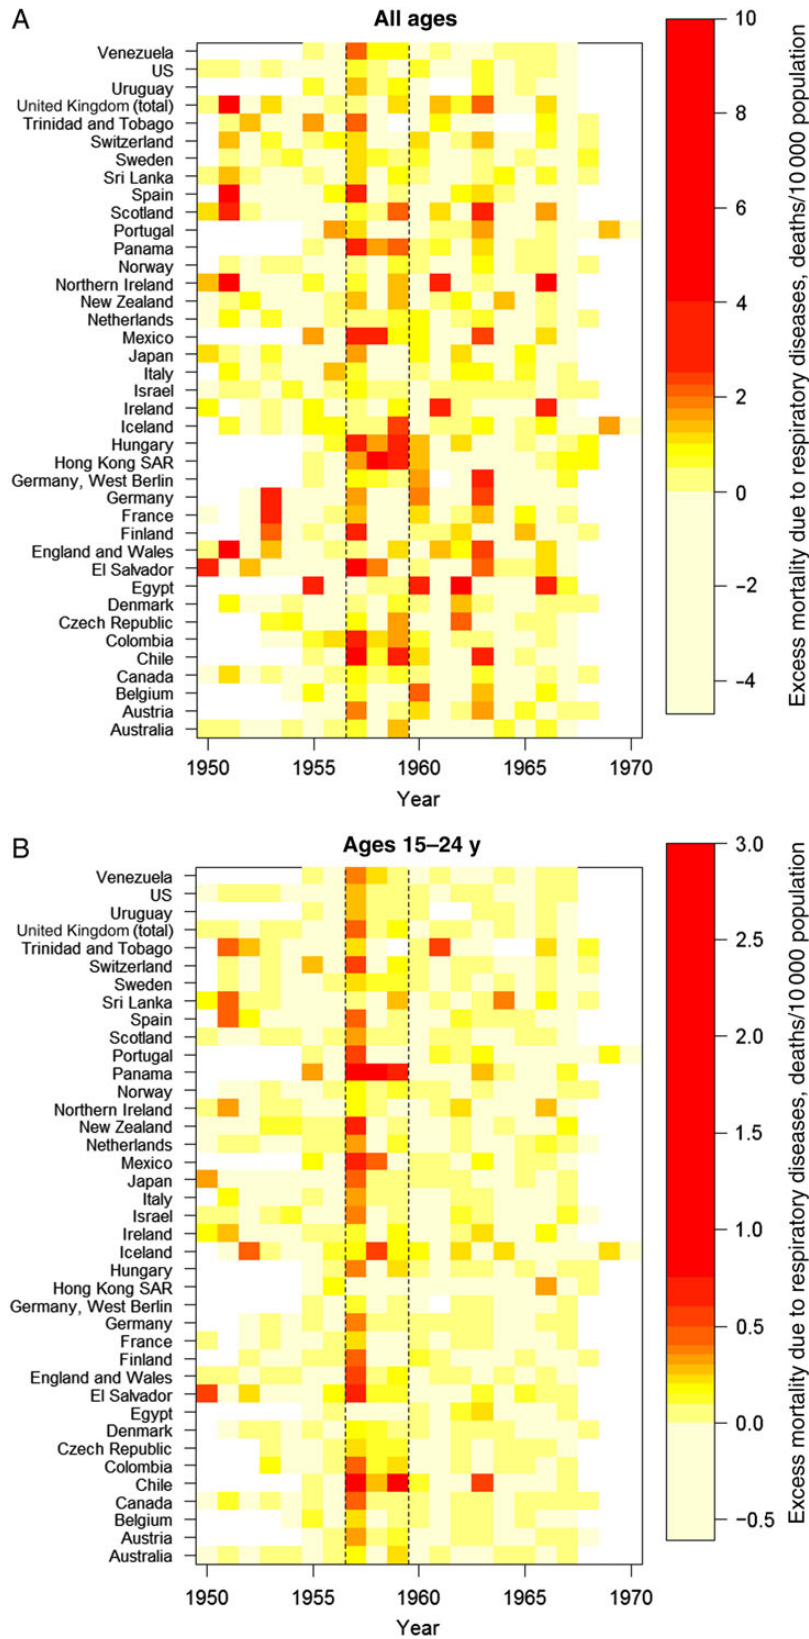 A
All ages
Venezuela
US
Uruguay
United Kingdom (total)
Trinidad and Tobago
Switzerland
Sweden
Sri Lanka
Spain
Scotland
Portugal
Panama
Norway
Northern Ireland
New Zealand
Netherlands
Mexico
Japan
Italy
Israel
Ireland
Iceland
Hungary
Hong Kong SAR
Germany, West Berlin
Germany
France
Finland
England and Wales
El Salvador
Egypt
Denmark
Czech Republic
Colombia
Chile
Canada
Belgium
Austria
Australia
1950 1955 1960 1965 1970
Year
10
8
6
4
2
0
−2
−4
Excess mortality due to respiratory diseases, deaths/10 000 population
B
Ages 15–24 y
Venezuela
US
Uruguay
United Kingdom (total)
Trinidad and Tobago
Switzerland
Sweden
Sri Lanka
Spain
Scotland
Portugal
Panama
Norway
Northern Ireland
New Zealand
Netherlands
Mexico
Japan
Italy
Israel
Ireland
Iceland
Hungary
Hong Kong SAR
Germany, West Berlin
Germany
France
Finland
England and Wales
El Salvador
Egypt
Denmark
Czech Republic
Colombia
Chile
Canada
Belgium
Austria
Australia
1950 1955 1960 1965 1970
Year
3.0
2.5
2.0
1.5
1.0
0.5
0.0
−0.5
Excess mortality due to respiratory diseases, deaths/10 000 population